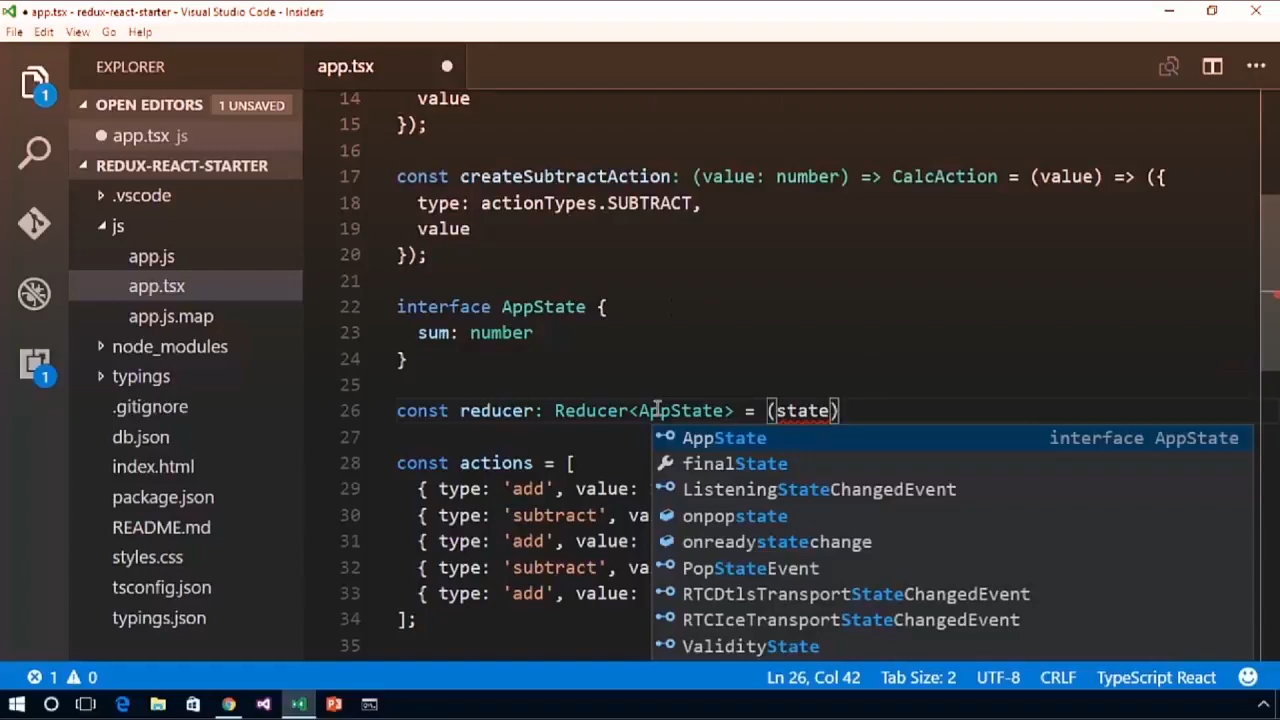 ● app.tsx - redux-react-starter - Visual Studio Code - Insiders
File Edit View Go Help
EXPLORER
app.tsx
OPEN EDITORS 1 UNSAVED
app.tsx js
REDUX-REACT-STARTER
.vscode
js
app.js
app.tsx
app.js.map
node_modules
typings
.gitignore
db.json
index.html
package.json
README.md
styles.css
tsconfig.json
typings.json
1
1
14 value
15 });
16
17 const createSubtractAction: (value: number) => CalcAction = (value) => ({
18 type: actionTypes.SUBTRACT,
19 value
20 });
21
22 interface AppState {
23 sum: number
24 }
25
26 const reducer: Reducer<AppState> = (state)
27
28 const actions = [
29 { type: 'add', value:
30 { type: 'subtract', va
31 { type: 'add', value:
32 { type: 'subtract', va
33 { type: 'add', value:
34 ];
35
AppState interface AppState
finalState
ListeningStateChangedEvent
onpopstate
onreadystatechange
PopStateEvent
RTCDtlsTransportStateChangedEvent
RTCIceTransportStateChangedEvent
ValidityState
1 0 Ln 26, Col 42 Tab Size: 2 UTF-8 CRLF TypeScript React